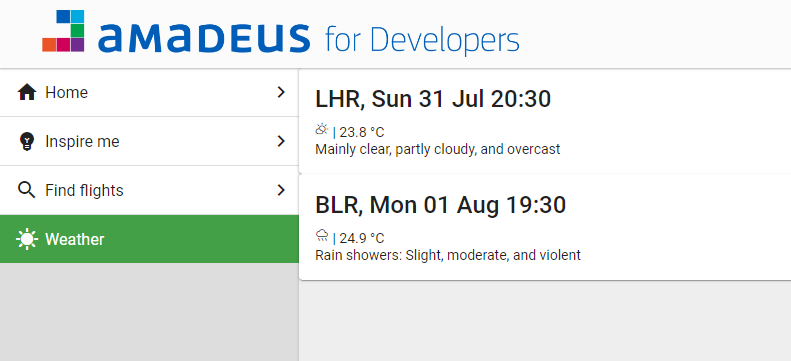 amadeus for Developers
Home
Inspire me
Find flights
Weather
LHR, Sun 31 Jul 20:30
| 23.8 °C
Mainly clear, partly cloudy, and overcast
BLR, Mon 01 Aug 19:30
| 24.9 °C
Rain showers: Slight, moderate, and violent